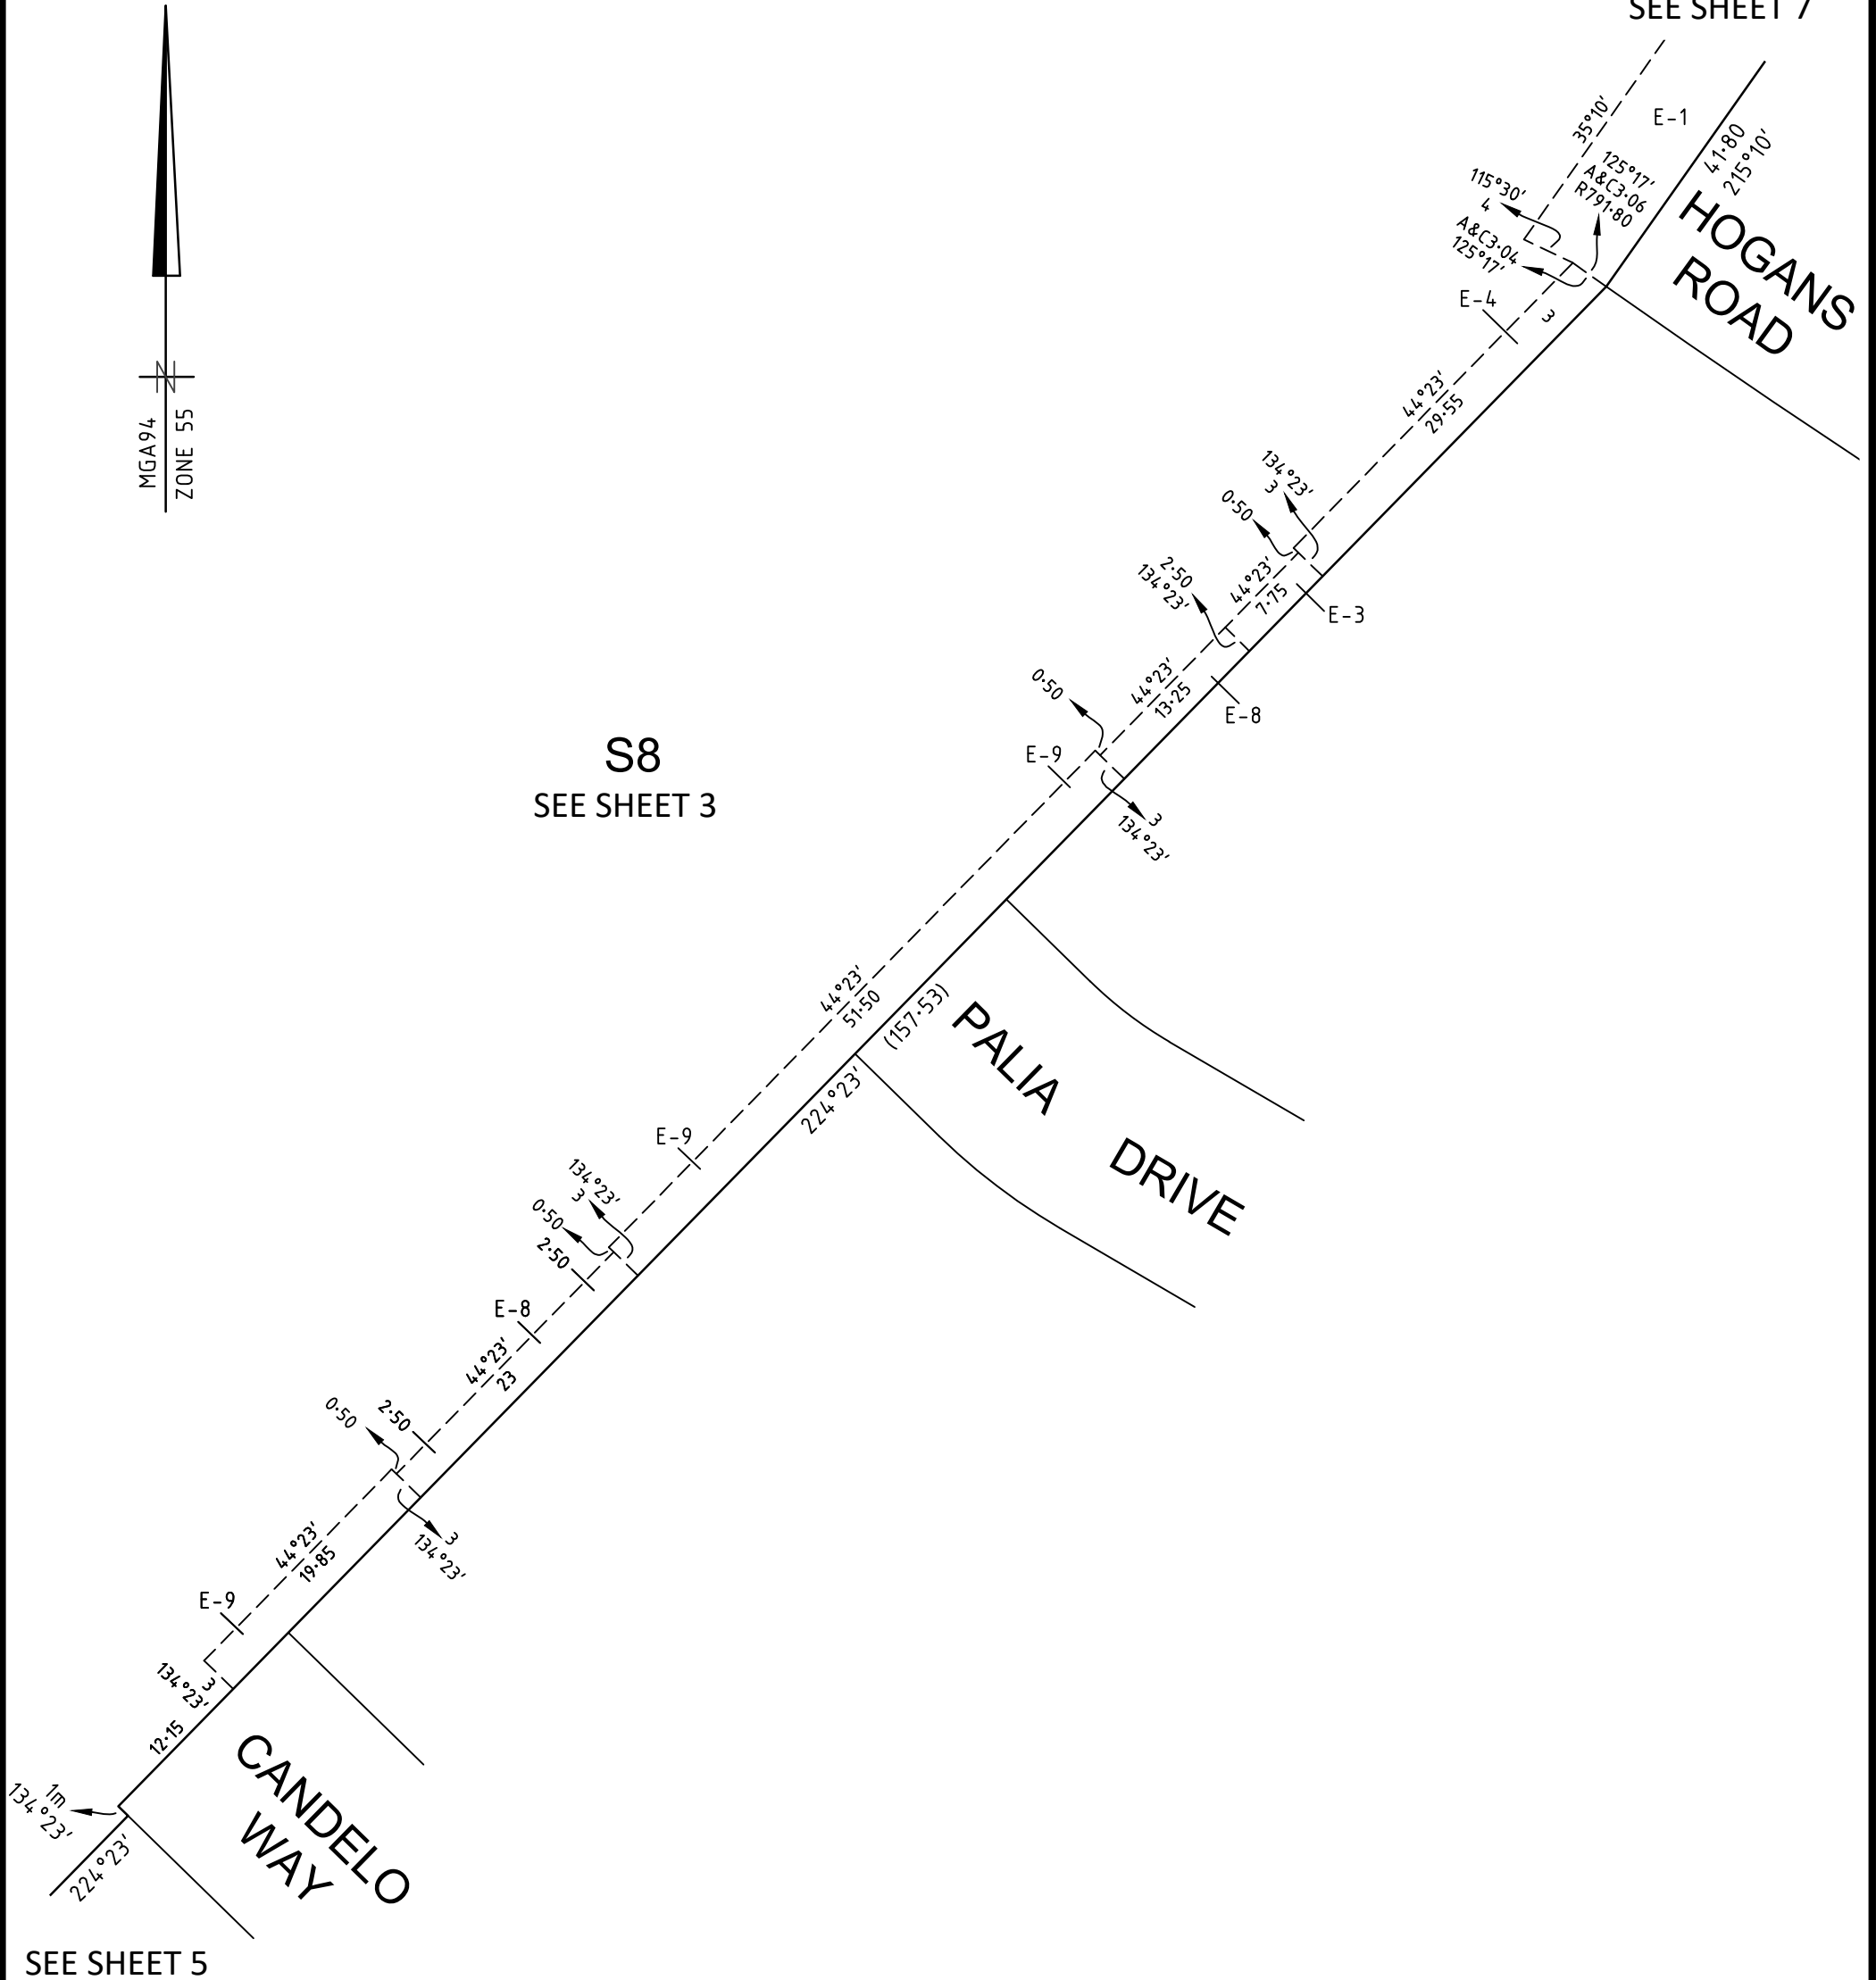 SEE SHEET 7
35°10'
E-1
41·80
215°10'
125°17'
A&C3·06
R791·80
115°30'
4
A&C3·04
125°17'
HOGANS
ROAD
E-4
3
44°23'
29·55
MGA94
ZONE 55
134°23'
3
0·50
2·50
134°23'
44°23'
7·75
E-3
44°23'
13·25
E-8
0·50
E-9
3
134°23'
S8
SEE SHEET 3
44°23'
51·50
(157·53)
224°23'
PALIA
DRIVE
E-9
134°23'
3
0·50
2·50
E-8
44°23'
23
2·50
0·50
3
134°23'
44°23'
19·85
E-9
3
134°23'
12·15
1m
134°23'
224°23'
CANDELO
WAY
SEE SHEET 5